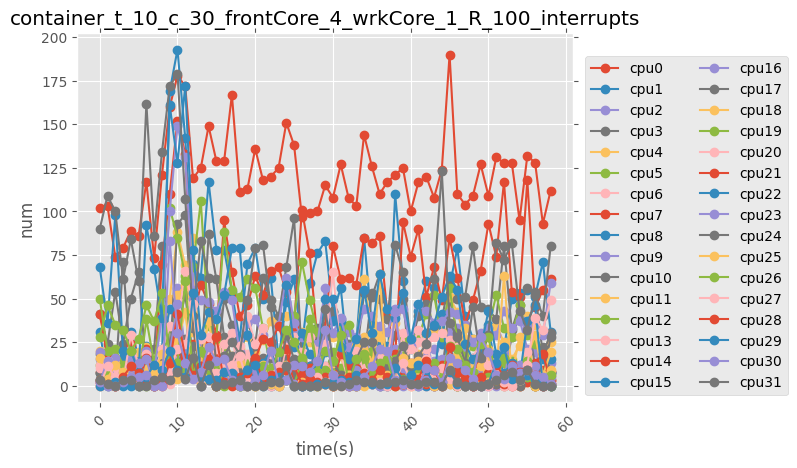 container_t_10_c_30_frontCore_4_wrkCore_1_R_100_interrupts
num
200
175
150
125
100
75
50
25
0
0
10
20
30
40
50
60
time(s)
cpu0
cpu1
cpu2
cpu3
cpu4
cpu5
cpu6
cpu7
cpu8
cpu9
cpu10
cpu11
cpu12
cpu13
cpu14
cpu15
cpu16
cpu17
cpu18
cpu19
cpu20
cpu21
cpu22
cpu23
cpu24
cpu25
cpu26
cpu27
cpu28
cpu29
cpu30
cpu31